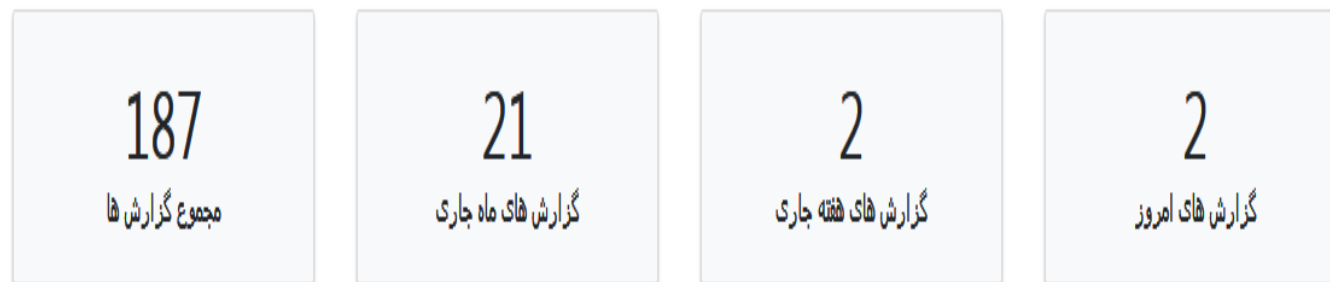 2
گزارش های امروز
2
گزارش های هفته جاری
21
گزارش های ماه جاری
187
مجموع گزارش ها